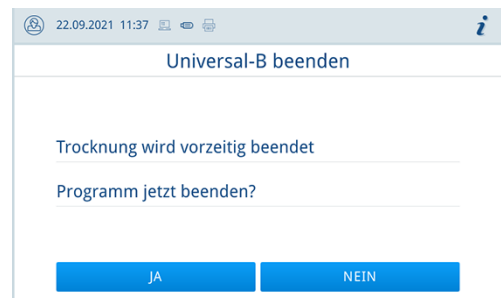 22.09.2021 11:37
Universal-B beenden
Trocknung wird vorzeitig beendet
Programm jetzt beenden?
JA
NEIN